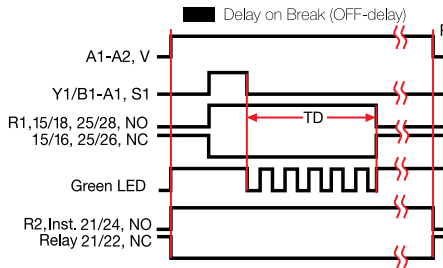 Delay on Break (OFF-delay)
A1-A2, V
Y1/B1-A1, S1
R1,15/18, 25/28, NO
15/16, 25/26, NC
TD
Green LED
R2,Inst. 21/24, NO
Relay 21/22, NC